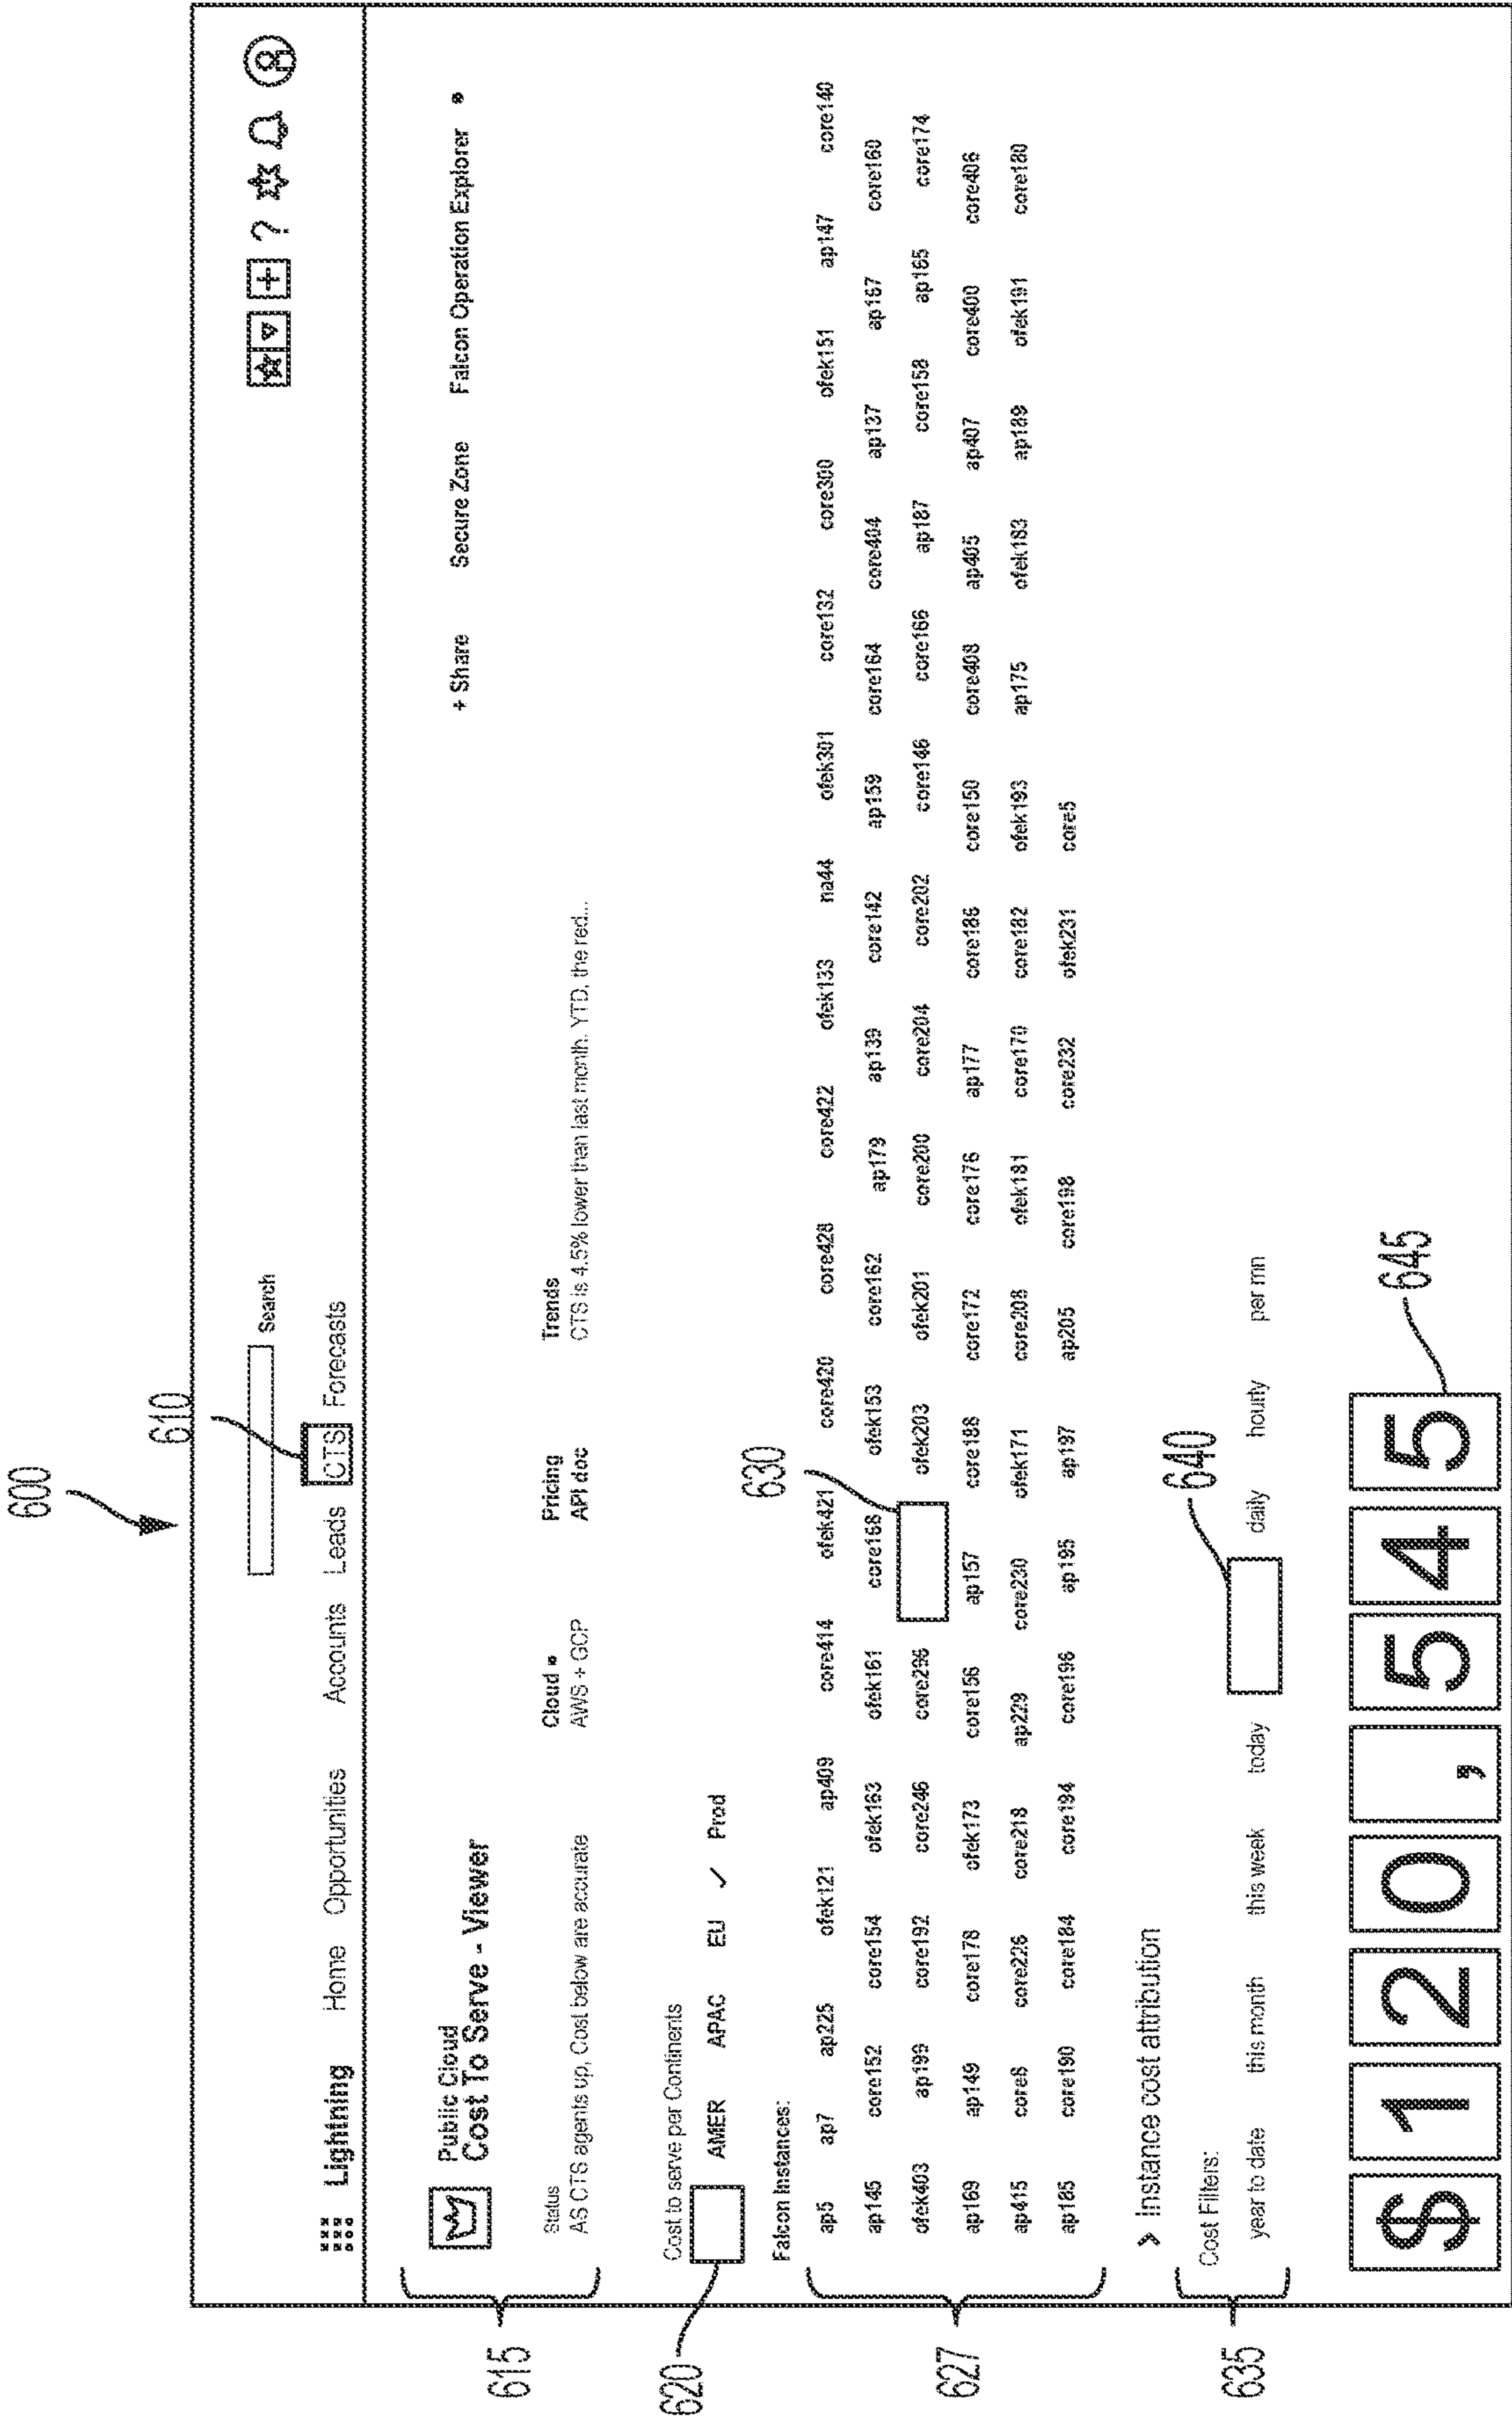 600
610
Search
?
Lightning Home Opportunities Accounts Leads CTS Forecasts
615
Public Cloud
Cost To Serve - Viewer
+ Share Secure Zone Falcon Operation Explorer
Status Cloud Pricing Trends
AS CTS agents up, Cost below are accurate AWS + GCP API doc CTS is 4.5% lower than last month. YTD, the red...
Cost to serve per Continents
620
AMER APAC EU ✓ Prod
630
Falcon Instances:
627
ap5 ap7 ap225 ofek121 ap409 core414 ofek421 core420 core428 core422 ofek133 na44 ofek301 core132 core300 ofek151 ap147 core140
ap145 core152 core154 ofek163 ofek161 core168 ofek153 core162 ap179 ap139 core142 ap159 core164 core404 ap137 ap167 core160
ofek403 ap199 core192 core246 core296 ofek203 ofek201 core200 core204 core202 core146 core166 ap187 core158 ap165 core174
ap169 ap149 core178 ofek173 core156 ap157 core188 core172 core176 ap177 core186 core150 core408 ap405 ap407 core400 core406
ap415 core8 core226 core218 ap229 core230 ofek171 core208 ofek181 core170 core182 ofek193 ap175 ofek183 ap189 ofek191 core180
ap185 core190 core184 core194 core196 ap195 ap197 ap205 core198 core232 ofek231 core5
> Instance cost attribution
640
635
Cost Filters:
year to date this month this week today daily hourly per mn
645
$120,545